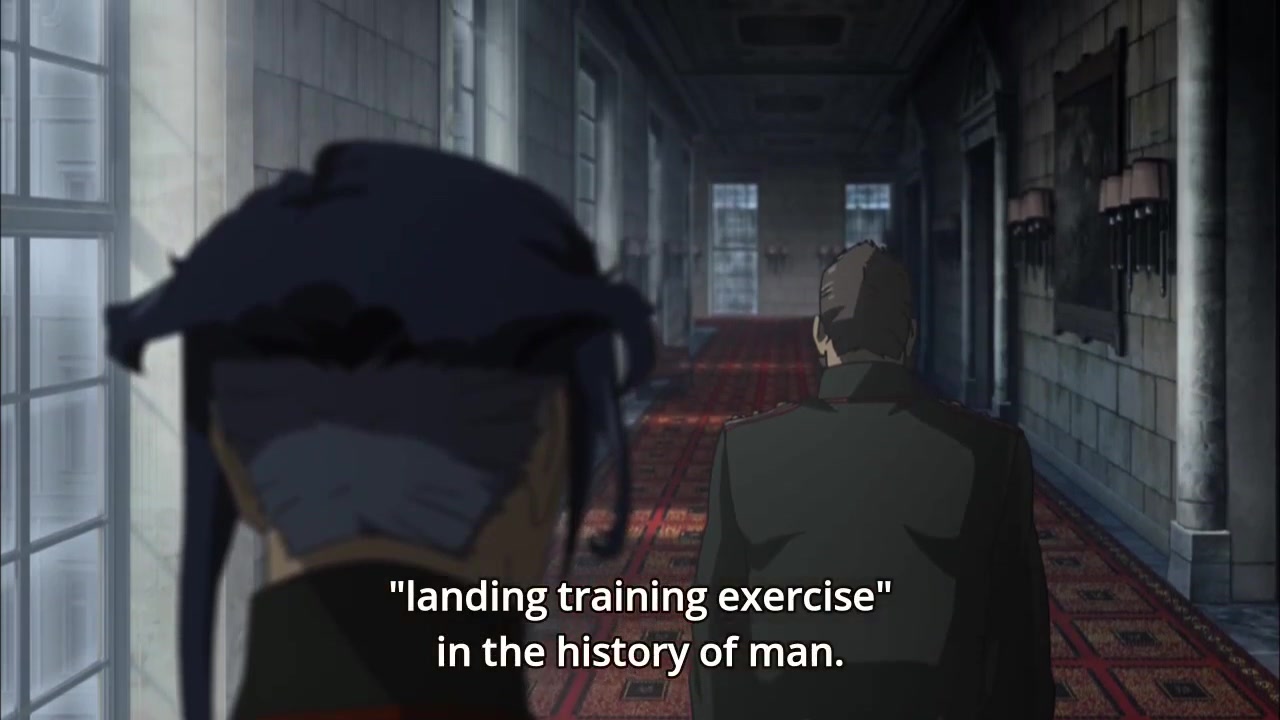 "landing training exercise"
in the history of man.